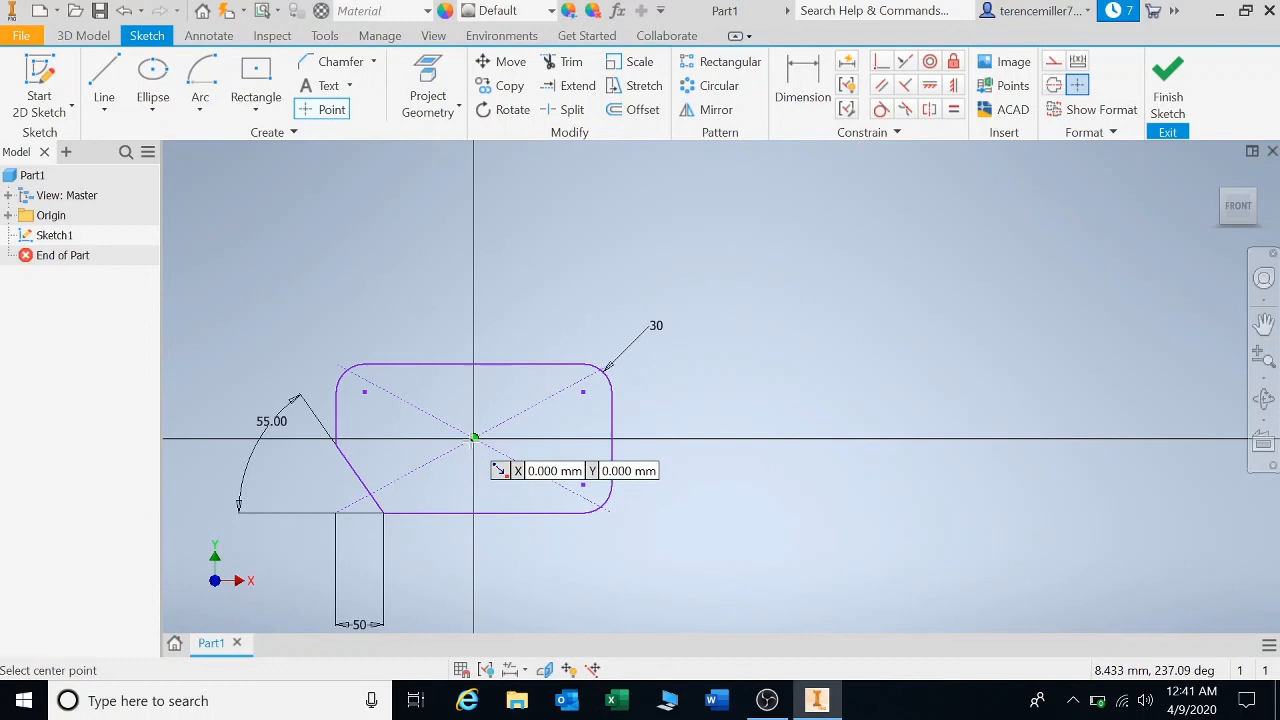 PRO
Material
Default
Part1
Search Help & Commands...
terencemiller7...
7
File
3D Model
Sketch
Annotate
Inspect
Tools
Manage
View
Environments
Get Started
Collaborate
Start
2D Sketch
Line
Ellipse
Arc
Rectangle
Chamfer
Text
Point
Project
Geometry
Move
Copy
Rotate
Trim
Extend
Split
Scale
Stretch
Offset
Rectangular
Circular
Mirror
Dimension
Image
Points
ACAD
Show Format
Finish
Sketch
Sketch
Create
Modify
Pattern
Constrain
Insert
Format
Exit
Model
Part1
View: Master
Origin
Sketch1
End of Part
FRONT
30
55.00
X 0.000 mm Y 0.000 mm
50
Y
X
Part1
Select center point
8.433 mm, 237.09 deg 1 1
Type here to search
12:41 AM
4/9/2020